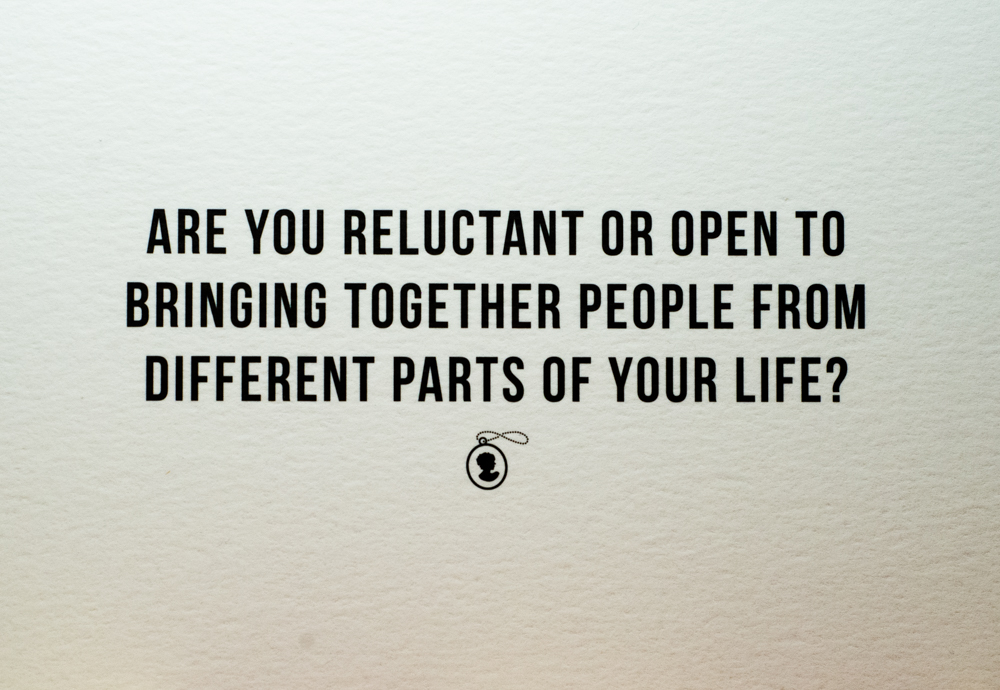 ARE YOU RELUCTANT OR OPEN TO
BRINGING TOGETHER PEOPLE FROM
DIFFERENT PARTS OF YOUR LIFE?